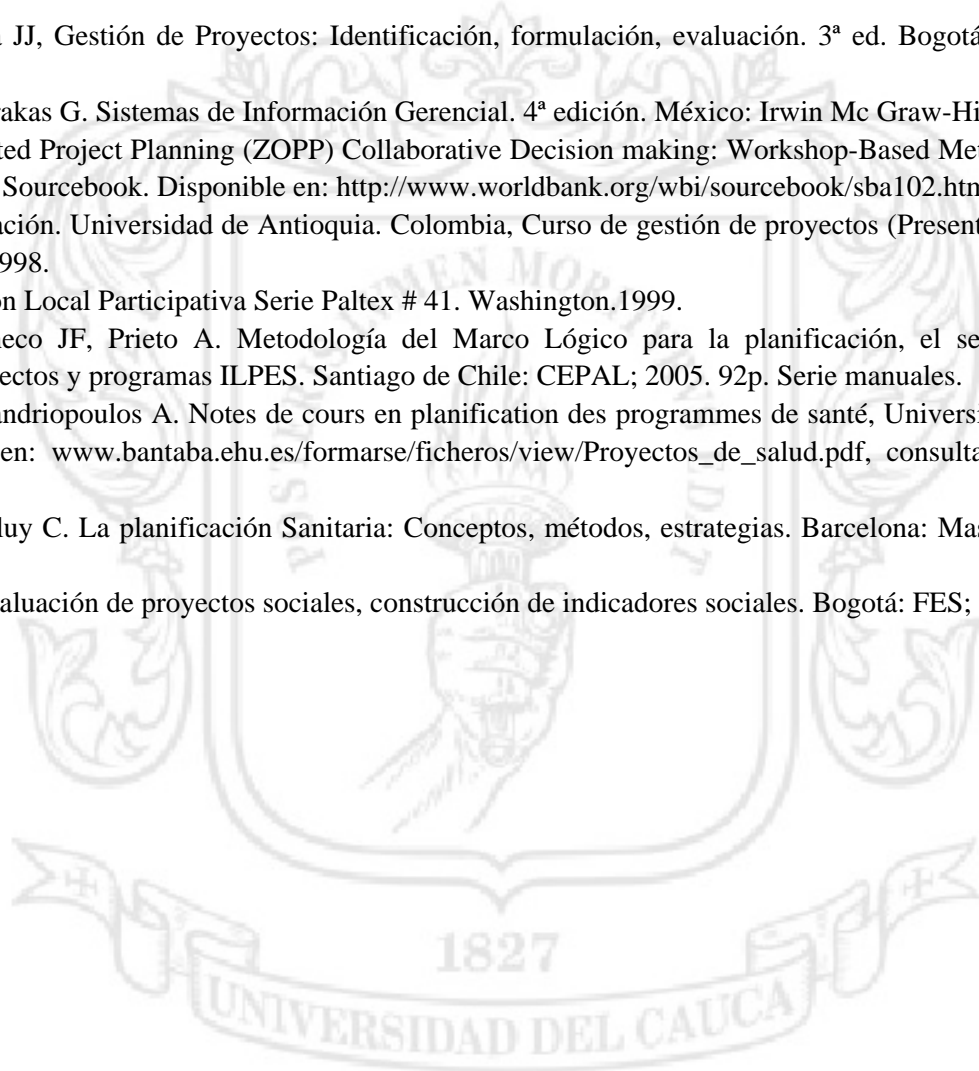 JJ, Gestión de Proyectos: Identificación, formulación, evaluación. 3ª ed. Bogotá
rakas G. Sistemas de Información Gerencial. 4ª edición. México: Irwin Mc Graw-Hi
ted Project Planning (ZOPP) Collaborative Decision making: Workshop-Based Met
Sourcebook. Disponible en: http://www.worldbank.org/wbi/sourcebook/sba102.htm
ación. Universidad de Antioquia. Colombia, Curso de gestión de proyectos (Present
998.
ón Local Participativa Serie Paltex # 41. Washington.1999.
eco JF, Prieto A. Metodología del Marco Lógico para la planificación, el se
ectos y programas ILPES. Santiago de Chile: CEPAL; 2005. 92p. Serie manuales.
andriopoulos A. Notes de cours en planification des programmes de santé, Universi
en: www.bantaba.ehu.es/formarse/ficheros/view/Proyectos_de_salud.pdf, consulta
luy C. La planificación Sanitaria: Conceptos, métodos, estrategias. Barcelona: Mas
aluación de proyectos sociales, construcción de indicadores sociales. Bogotá: FES;
1827
UNIVERSIDAD DEL CAUCA